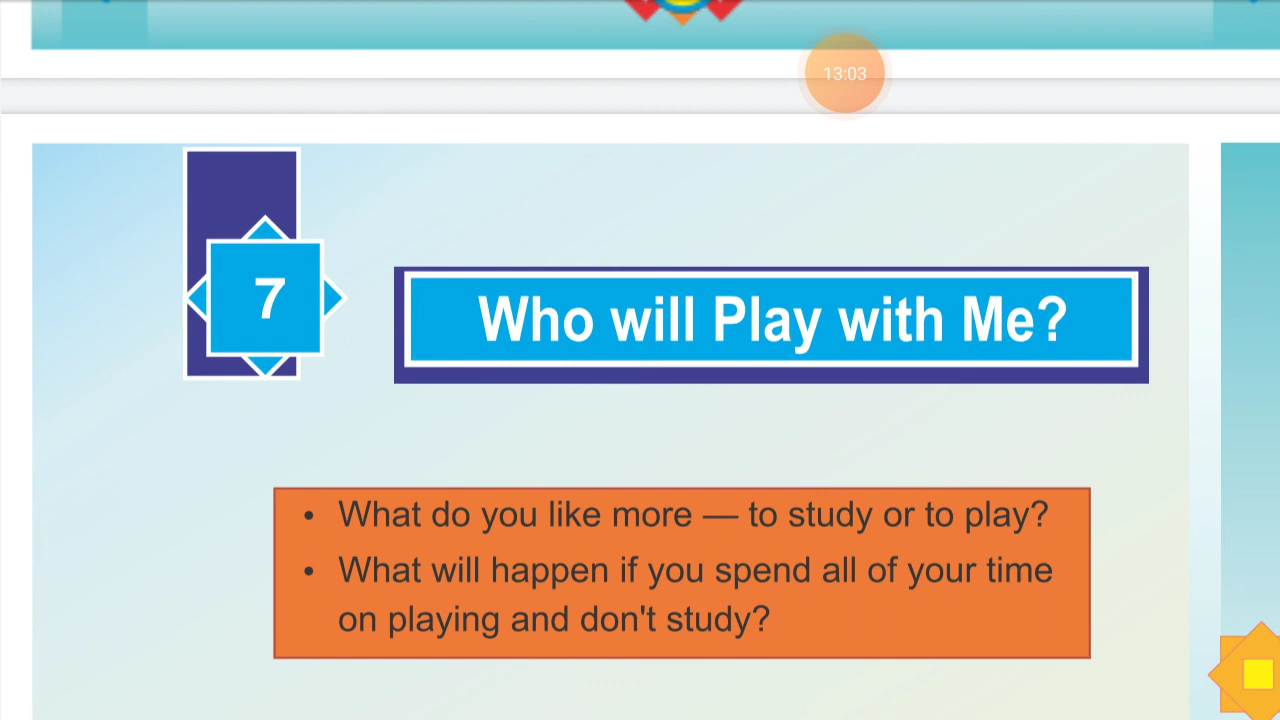 13:03
7
Who will Play with Me?
• What do you like more — to study or to play?
• What will happen if you spend all of your time
on playing and don't study?